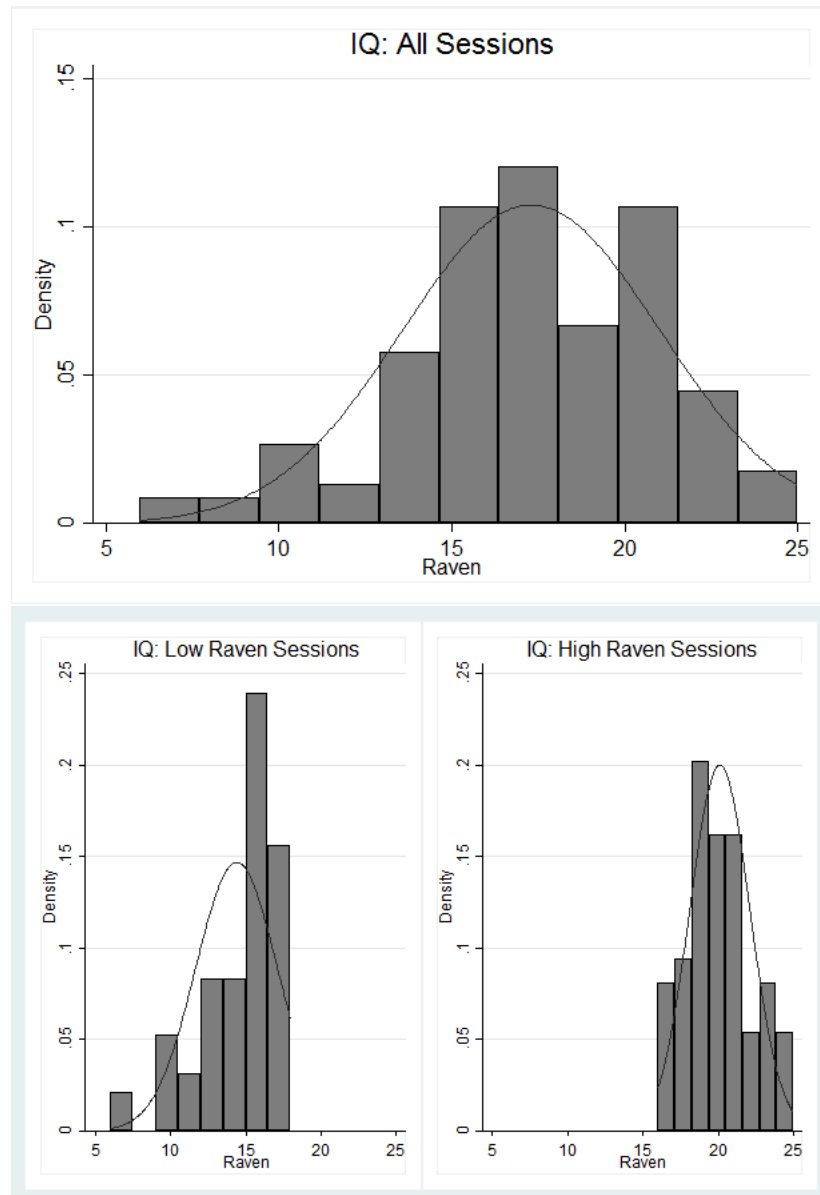 IQ: All Sessions
.15
.1
.05
0
Density
5 10 15 20 25
Raven
IQ: Low Raven Sessions
.25
.2
.15
.1
.05
0
Density
5 10 15 20 25
Raven
IQ: High Raven Sessions
.25
.2
.15
.1
.05
0
Density
5 10 15 20 25
Raven